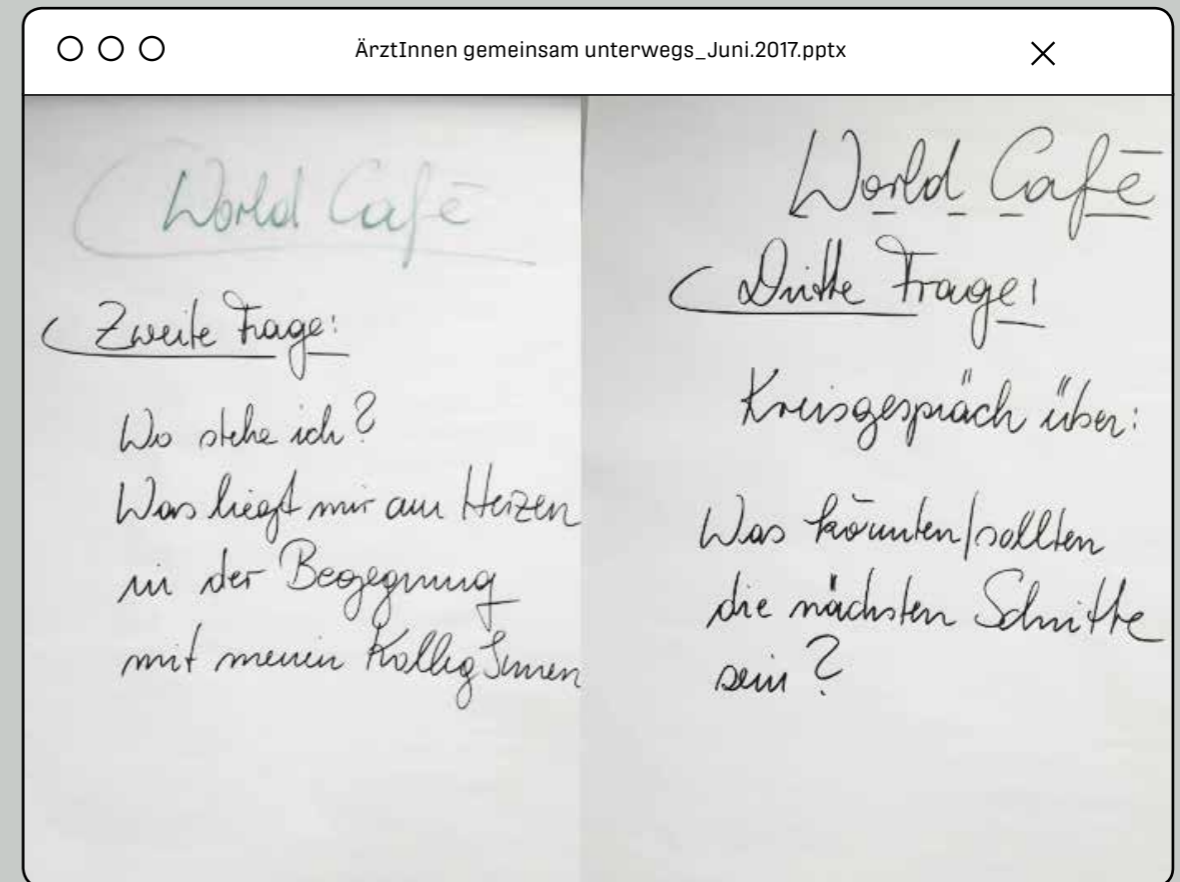 ÄrztInnen gemeinsam unterwegs_Juni.2017.pptx
World Café
Zweite Frage:
Wo stehe ich?
Was liegt mir am Herzen
in der Begegnung
mit meinen KollegInnen
World Café
Dritte Frage:
Kreisgespräch über:
Was könnten/sollten
die nächsten Schritte
sein?